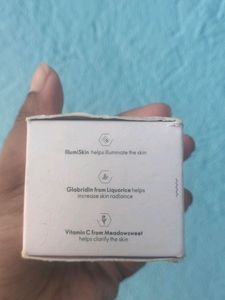 IllumiSkin helps illuminate the skin
Glabridin from Liquorice helps
increase skin radiance
Vitamin C from Meadowsweet
helps clarify the skin